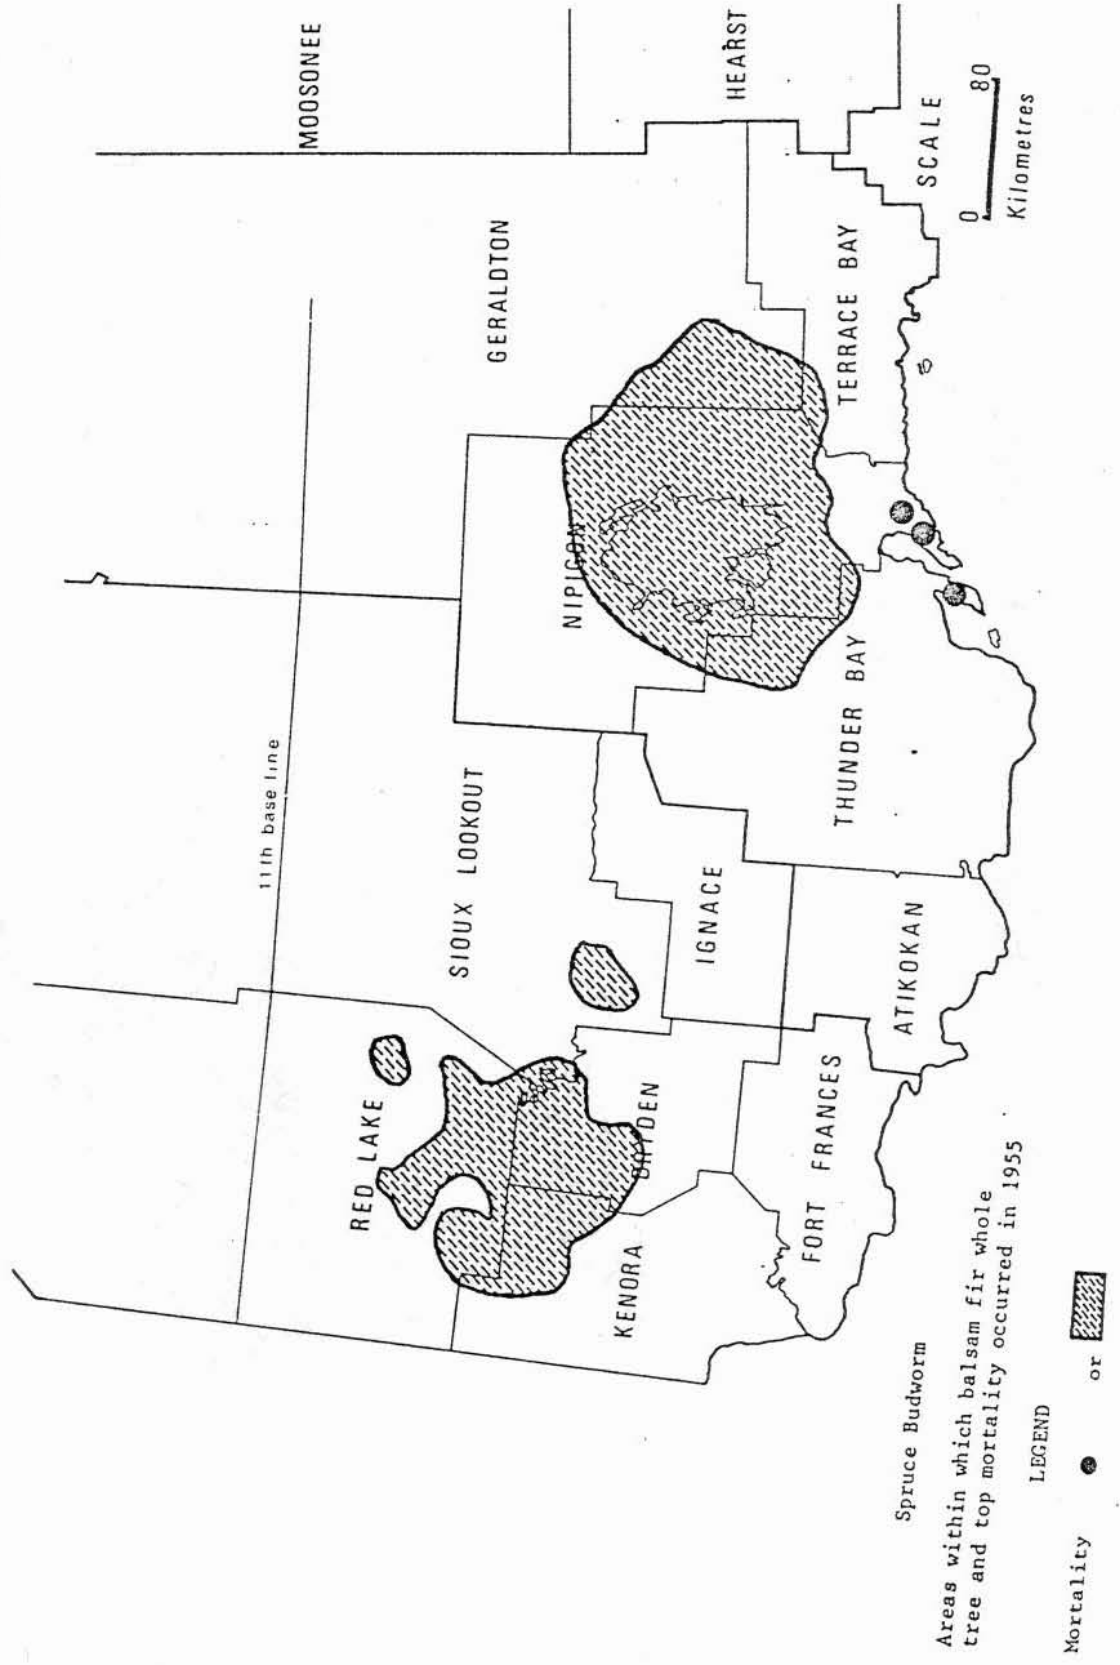 MOOSONEE
HEARST
GERALDTON
11th base line
SIOUX LOOKOUT
NIPIGON
TERRACE BAY
RED LAKE
IGNACE
THUNDER BAY
DRYDEN
KENORA
ATIKOKAN
FORT FRANCES
SCALE
0 80
Kilometres
Spruce Budworm
Areas within which balsam fir whole
tree and top mortality occurred in 1955
LEGEND
Mortality or